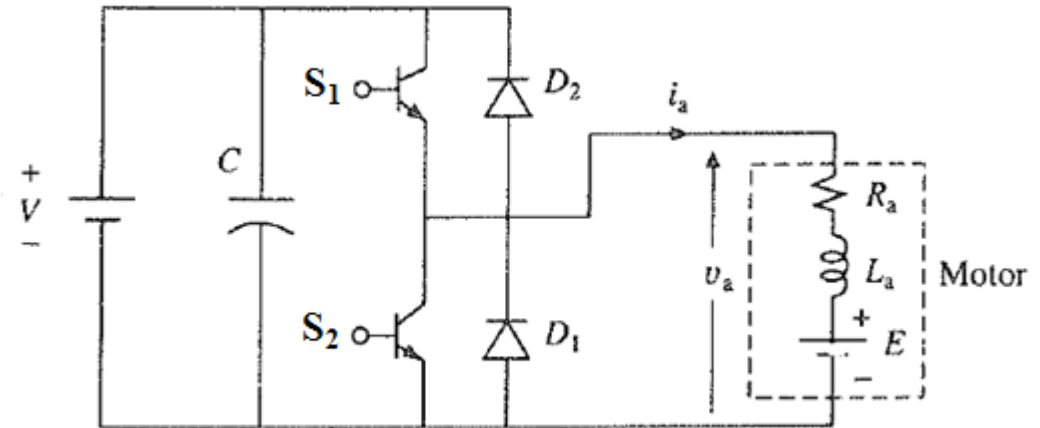 S1
D2
ia
C
+
V
−
Ra
va
La
Motor
S2
D1
+
E
−